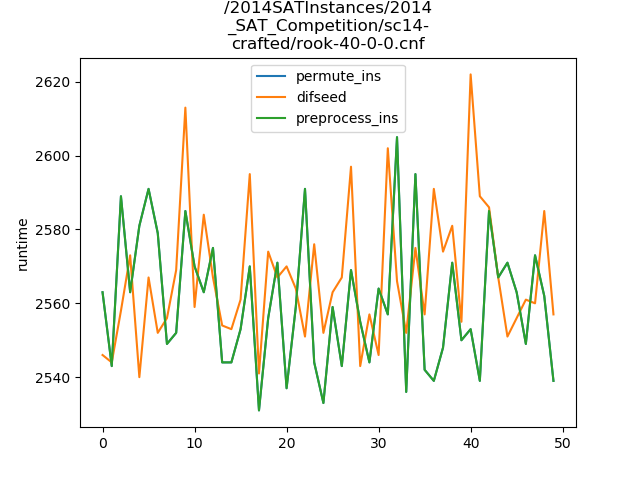 /2014SATInstances/2014
_SAT_Competition/sc14-
crafted/rook-40-0-0.cnf
permute_ins
difseed
preprocess_ins
runtime
2620
2600
2580
2560
2540
0 10 20 30 40 50